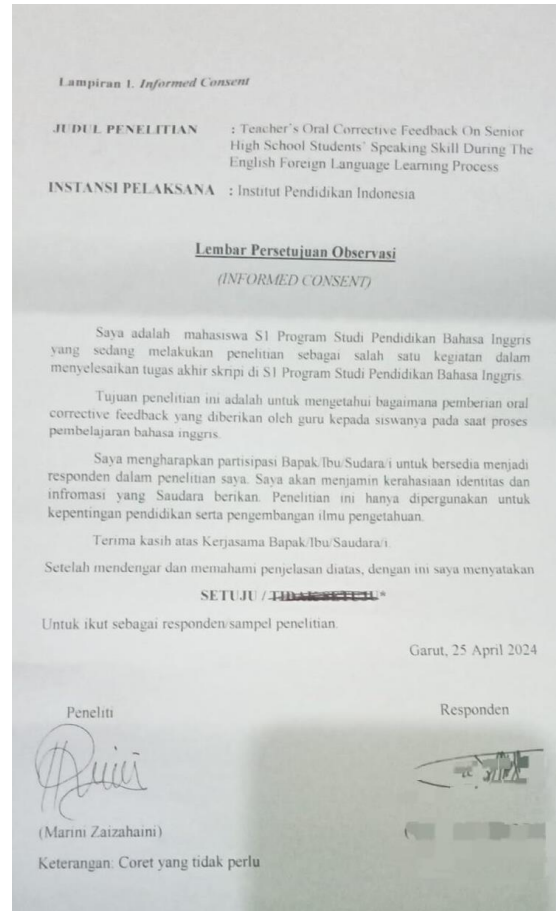 Lampiran 1. Informed Consent
JUDUL PENELITIAN : Teacher's Oral Corrective Feedback On Senior
High School Students' Speaking Skill During The
English Foreign Language Learning Process
INSTANSI PELAKSANA : Institut Pendidikan Indonesia
Lembar Persetujuan Observasi
(INFORMED CONSENT)
Saya adalah mahasiswa S1 Program Studi Pendidikan Bahasa Inggris
yang sedang melakukan penelitian sebagai salah satu kegiatan dalam
menyelesaikan tugas akhir skripi di S1 Program Studi Pendidikan Bahasa Inggris.
Tujuan penelitian ini adalah untuk mengetahui bagaimana pemberian oral
corrective feedback yang diberikan oleh guru kepada siswanya pada saat proses
pembelajaran bahasa inggris.
Saya mengharapkan partisipasi Bapak/Ibu/Sudara/i untuk bersedia menjadi
responden dalam penelitian saya. Saya akan menjamin kerahasiaan identitas dan
infromasi yang Saudara berikan. Penelitian ini hanya dipergunakan untuk
kepentingan pendidikan serta pengembangan ilmu pengetahuan.
Terima kasih atas Kerjasama Bapak/Ibu/Saudara/i.
Setelah mendengar dan memahami penjelasan diatas, dengan ini saya menyatakan
SETUJU / TIDAK SETUJU*
Untuk ikut sebagai responden/sampel penelitian.
Garut, 25 April 2024
Peneliti Responden
(Marini Zaizahaini)
Keterangan: Coret yang tidak perlu